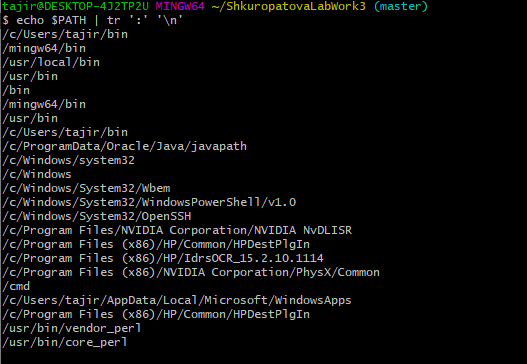 tajir@DESKTOP-4J2TP2U MINGW64 ~/ShkuropatovaLabWork3 (master)
$ echo $PATH | tr ':' '\n'
/c/Users/tajir/bin
/mingw64/bin
/usr/local/bin
/usr/bin
/bin
/mingw64/bin
/usr/bin
/c/Users/tajir/bin
/c/ProgramData/Oracle/Java/javapath
/c/Windows/system32
/c/Windows
/c/Windows/System32/Wbem
/c/Windows/System32/WindowsPowerShell/v1.0
/c/Windows/System32/OpenSSH
/c/Program Files/NVIDIA Corporation/NVIDIA NvDLISR
/c/Program Files (x86)/HP/Common/HPDestPlgIn
/c/Program Files (x86)/HP/IdrsOCR_15.2.10.1114
/c/Program Files (x86)/NVIDIA Corporation/PhysX/Common
/cmd
/c/Users/tajir/AppData/Local/Microsoft/WindowsApps
/c/Program Files (x86)/HP/Common/HPDestPlgIn
/usr/bin/vendor_perl
/usr/bin/core_perl